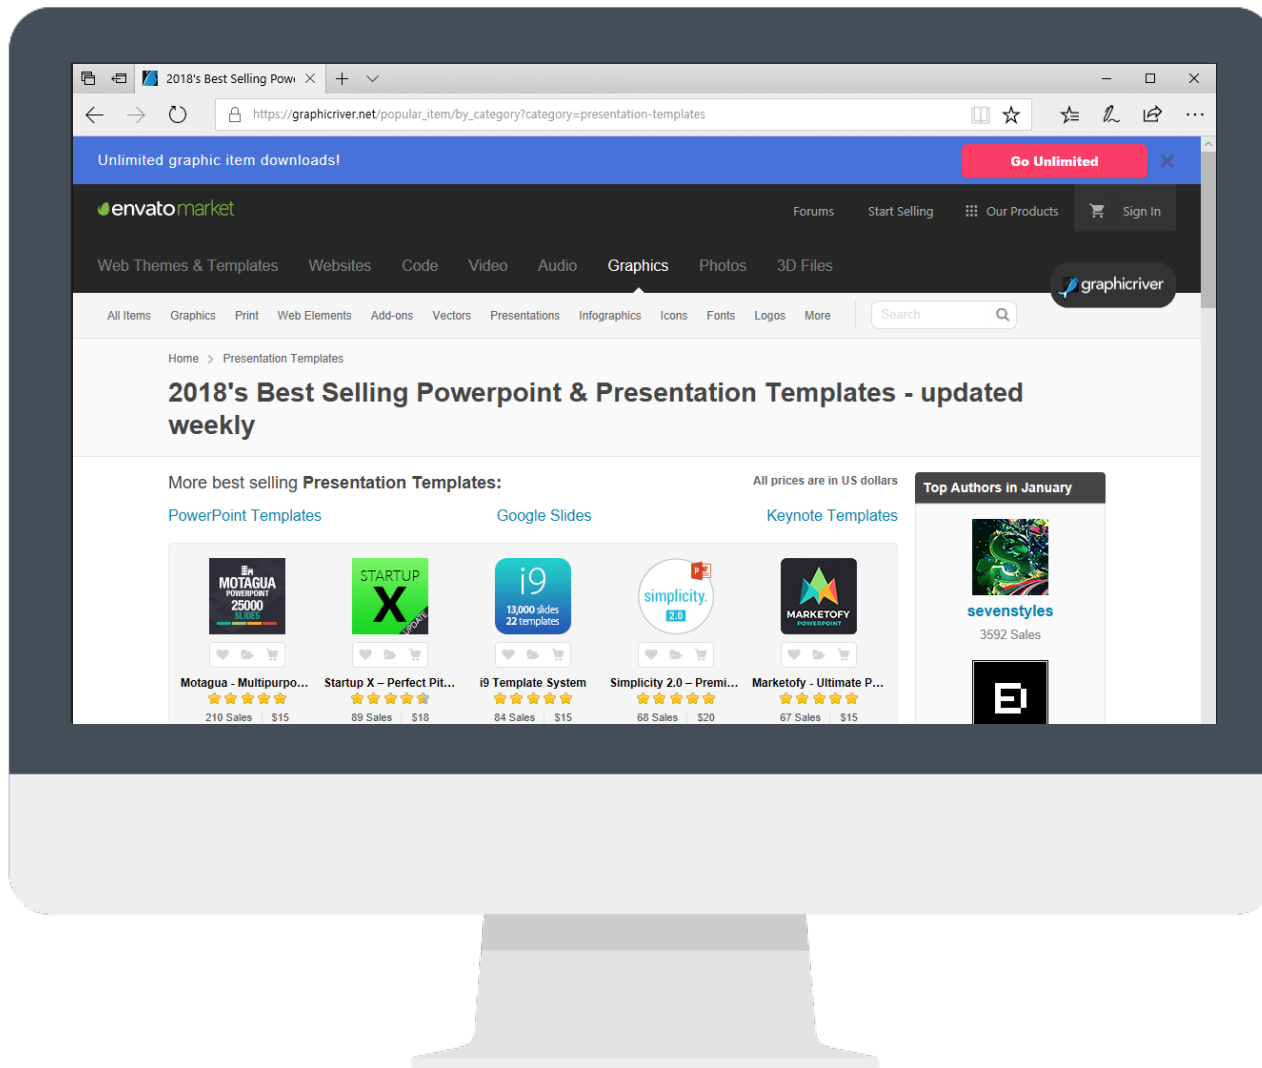 2018's Best Selling Powe
https://graphicriver.net/popular_item/by_category?category=presentation-templates
Unlimited graphic item downloads!
Go Unlimited
envatomarket
Forums Start Selling Our Products Sign In
Web Themes & Templates Websites Code Video Audio Graphics Photos 3D Files
graphicriver
All Items Graphics Print Web Elements Add-ons Vectors Presentations Infographics Icons Fonts Logos More Search
Home > Presentation Templates
2018's Best Selling Powerpoint & Presentation Templates - updated
weekly
More best selling Presentation Templates:
All prices are in US dollars
PowerPoint Templates Google Slides Keynote Templates
Top Authors in January
MOTAGUA
POWERPOINT
25000
SLIDES
STARTUP
X
UPDATE
i9
13,000 slides
22 templates
P
simplicity.
2.0
MARKETOFY
POWERPOINT
sevenstyles
3592 Sales
Motagua - Multipurpo... Startup X – Perfect Pit... i9 Template System Simplicity 2.0 – Premi... Marketofy - Ultimate P...
210 Sales $15 89 Sales $18 84 Sales $15 68 Sales $20 67 Sales $15